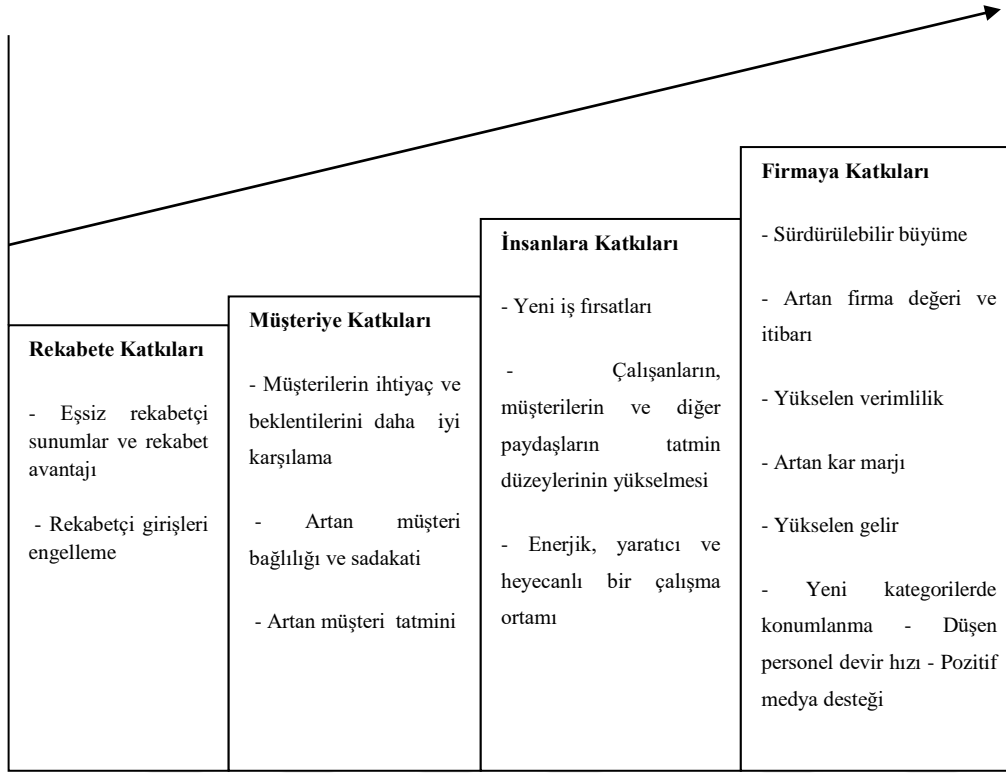 Rekabete Katkıları
- Eşsiz rekabetçi
sunumlar ve rekabet
avantajı
- Rekabetçi girişleri
engelleme
Müşteriye Katkıları
- Müşterilerin ihtiyaç ve
beklentilerini daha iyi
karşılama
- Artan müşteri
bağlılığı ve sadakati
- Artan müşteri tatmini
İnsanlara Katkıları
- Yeni iş fırsatları
- Çalışanların,
müşterilerin ve diğer
paydaşların tatmin
düzeylerinin yükselmesi
- Enerjik, yaratıcı ve
heyecanlı bir çalışma
ortamı
Firmaya Katkıları
- Sürdürülebilir büyüme
- Artan firma değeri ve
itibarı
- Yükselen verimlilik
- Artan kar marjı
- Yükselen gelir
- Yeni kategorilerde
konumlanma - Düşen
personel devir hızı - Pozitif
medya desteği